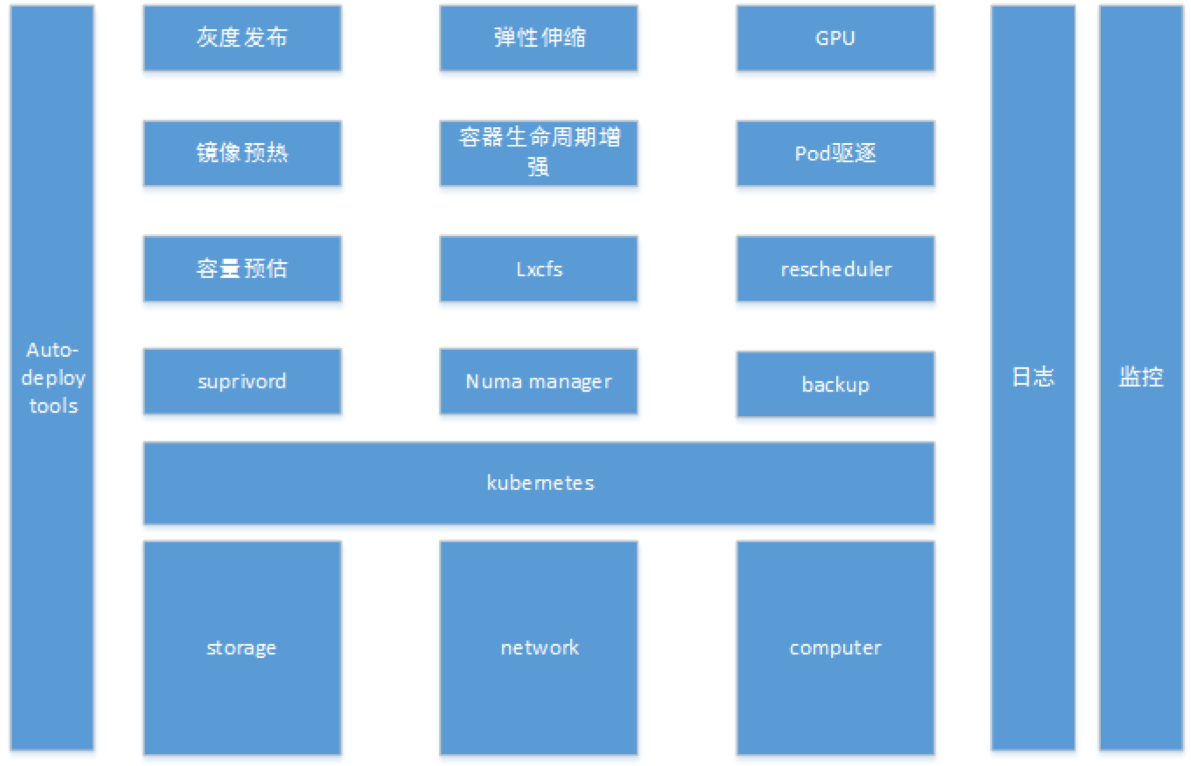 灰度发布
弹性伸缩
GPU
镜像预热
容器生命周期增
强
Pod驱逐
容量预估
Lxcfs
rescheduler
Auto-
deploy
tools
suprivord
Numa manager
backup
日志
监控
kubernetes
storage
network
computer